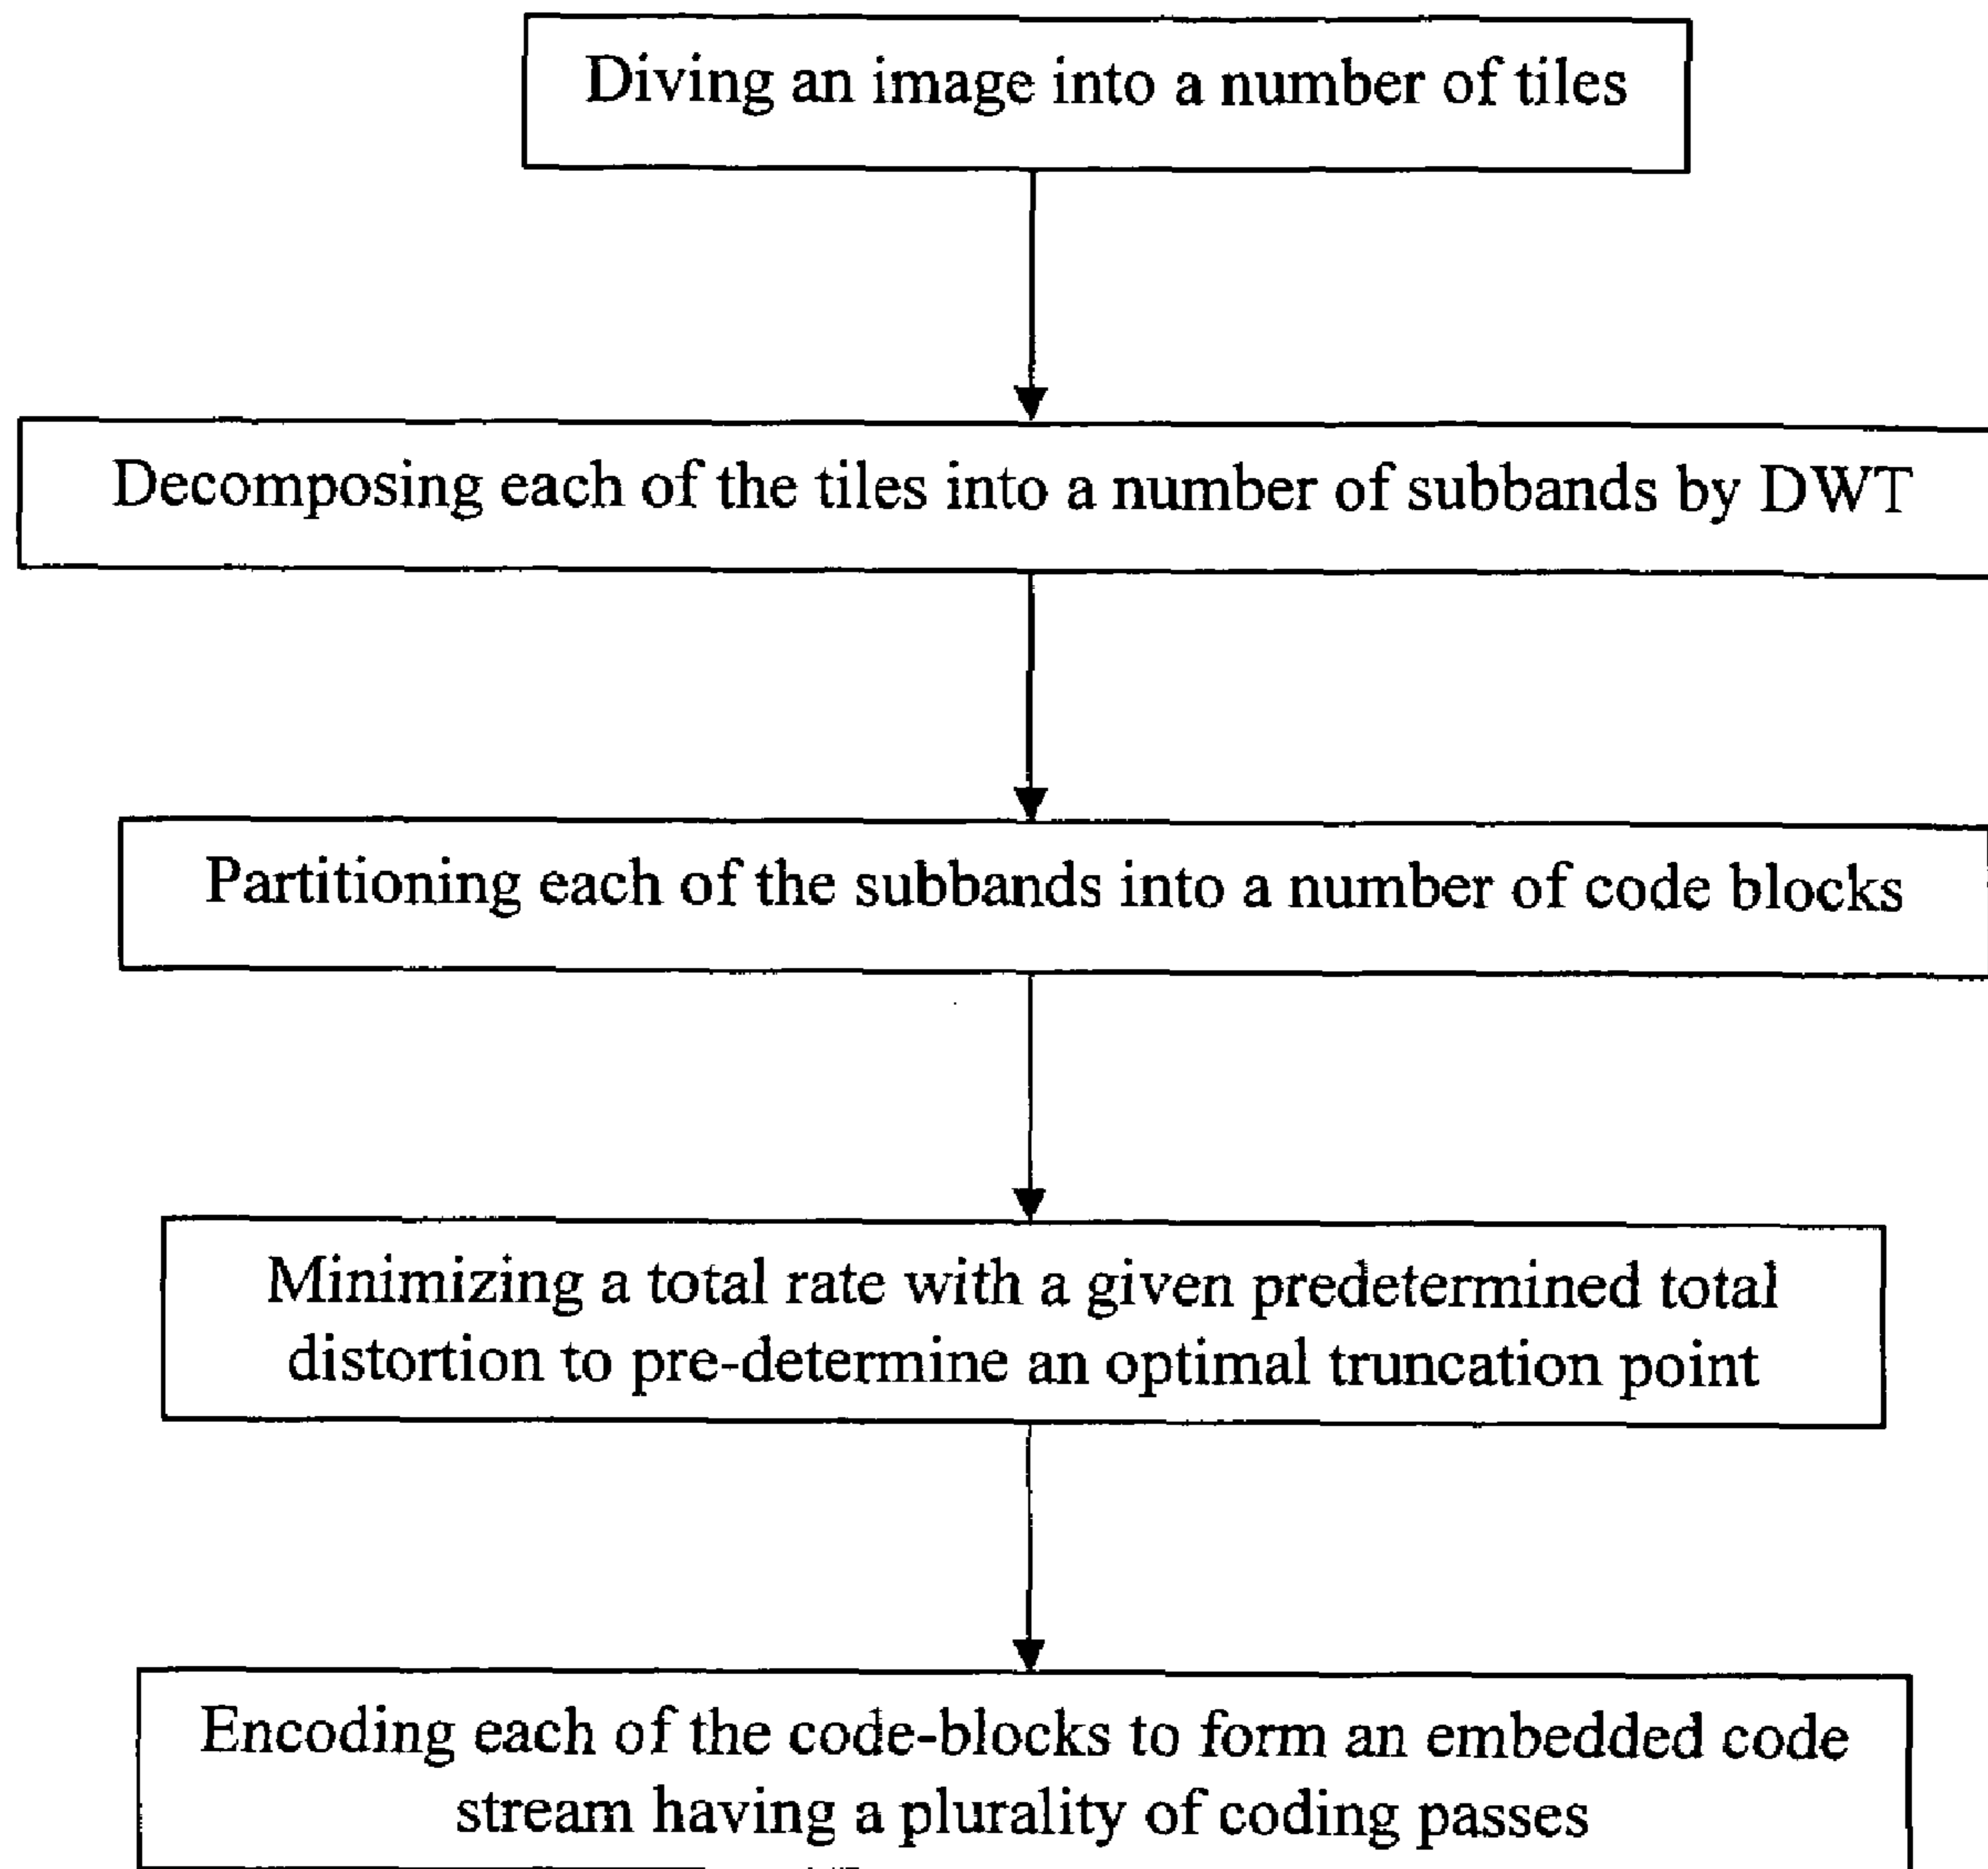 Diving an image into a number of tiles
Decomposing each of the tiles into a number of subbands by DWT
Partitioning each of the subbands into a number of code blocks
Minimizing a total rate with a given predetermined total
distortion to pre-determine an optimal truncation point
Encoding each of the code-blocks to form an embedded code
stream having a plurality of coding passes